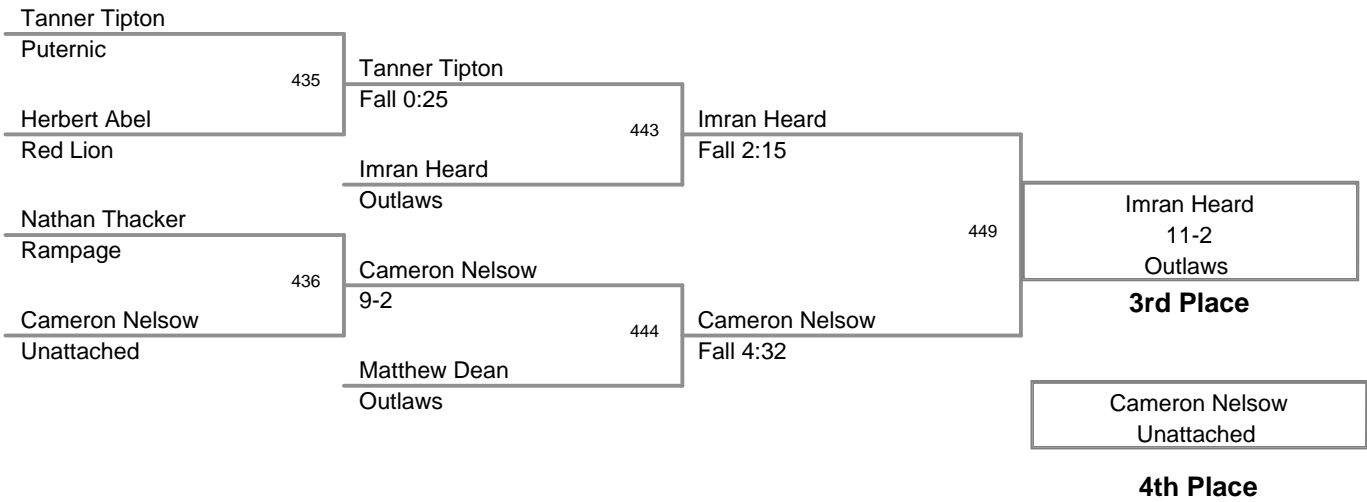 Tanner Tipton
Puternic
435
Herbert Abel
Red Lion
Nathan Thacker
Rampage
436
Cameron Nelsow
Unattached
Tanner Tipton
Fall 0:25
443
Imran Heard
Outlaws
Cameron Nelsow
9-2
444
Matthew Dean
Outlaws
Imran Heard
Fall 2:15
449
Cameron Nelsow
Fall 4:32
Imran Heard
11-2
Outlaws
3rd Place
Cameron Nelsow
Unattached
4th Place